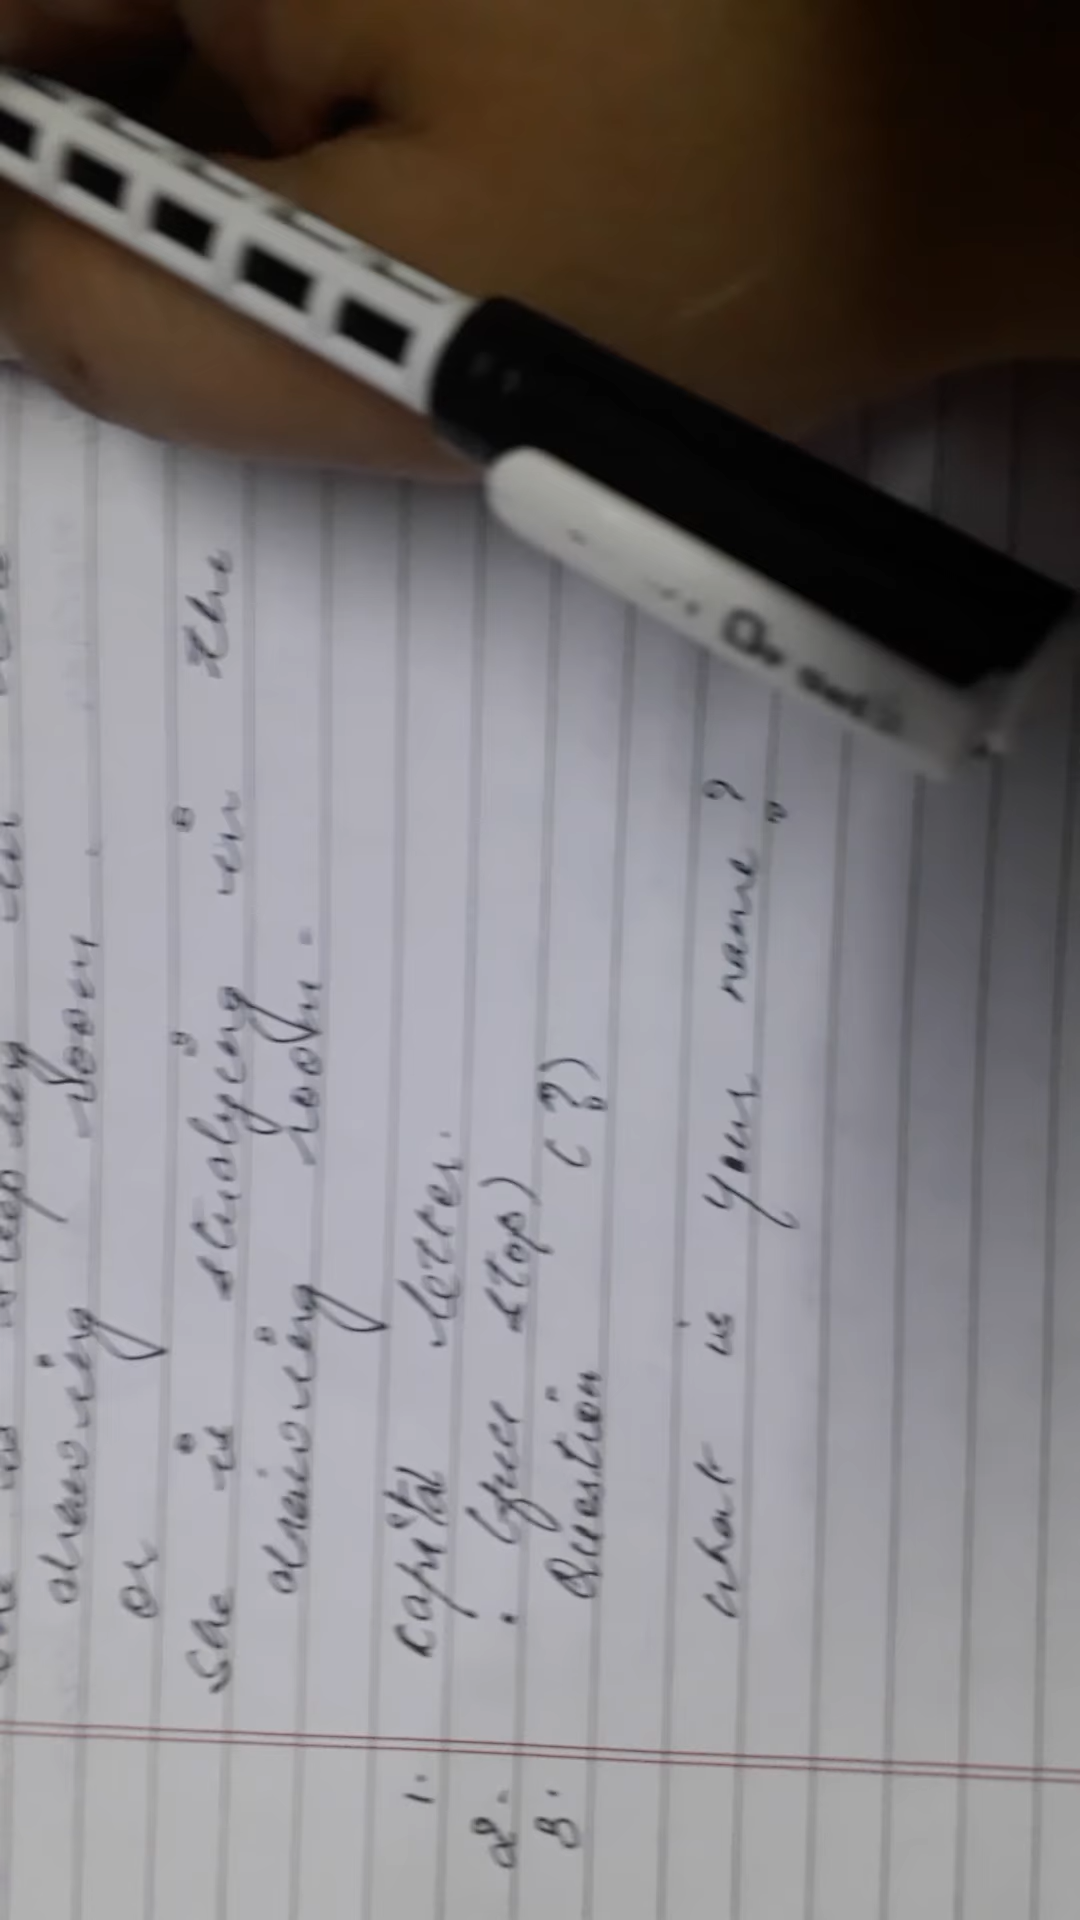 drawing room.
or
She is studying in the
drawing room.
1. capital letter.
2. . (full stop)
3. Question (?)
what is your name?